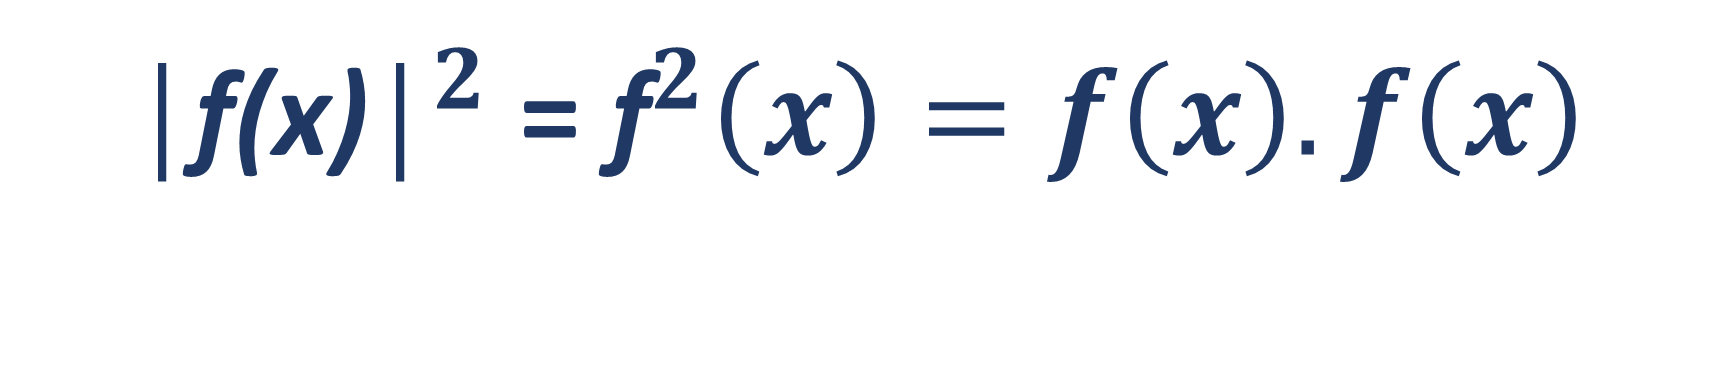 |f(x)|² = f²(x) = f(x).f(x)